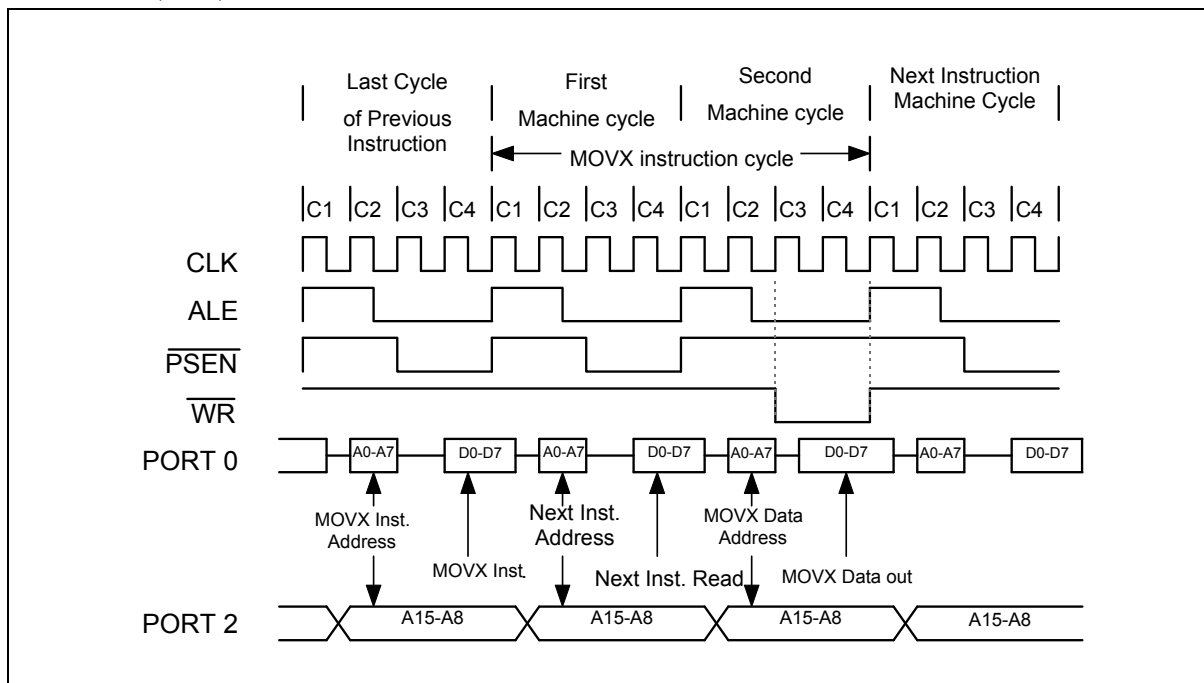 Last Cycle
of Previous
Instruction
First
Machine cycle
Second
Machine cycle
Next Instruction
Machine Cycle
MOVX instruction cycle
C1 C2 C3 C4 C1 C2 C3 C4 C1 C2 C3 C4 C1 C2 C3 C4
CLK
ALE
PSEN
WR
PORT 0
A0-A7 D0-D7 A0-A7 D0-D7 A0-A7 D0-D7 A0-A7 D0-D7
MOVX Inst.
Address
MOVX Inst.
Next Inst.
Address
Next Inst. Read
MOVX Data
Address
MOVX Data out
PORT 2
A15-A8 A15-A8 A15-A8 A15-A8